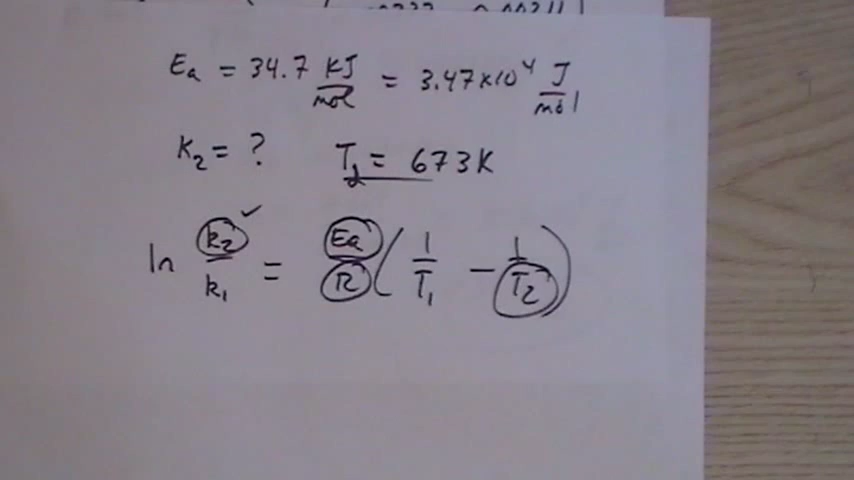 Ea = 34.7 kJ/mol = 3.47×10⁴ J/mol
k₂ = ? T₂ = 673K
ln k₂/k₁ = Ea/R (1/T₁ − 1/T₂)